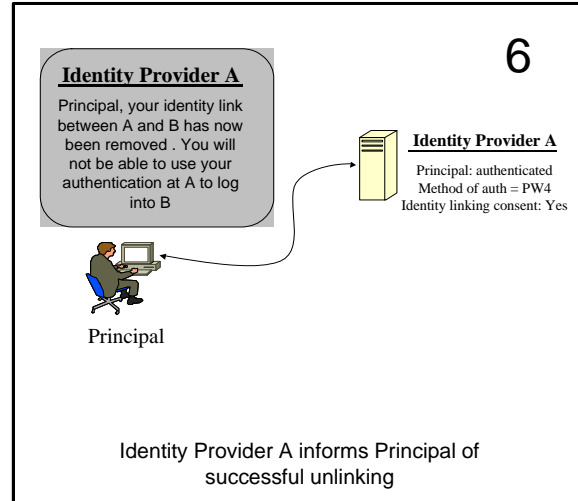 6
Identity Provider A
Principal, your identity link
between A and B has now
been removed . You will
not be able to use your
authentication at A to log
into B
Identity Provider A
Principal: authenticated
Method of auth = PW4
Identity linking consent: Yes
Principal
Identity Provider A informs Principal of
successful unlinking